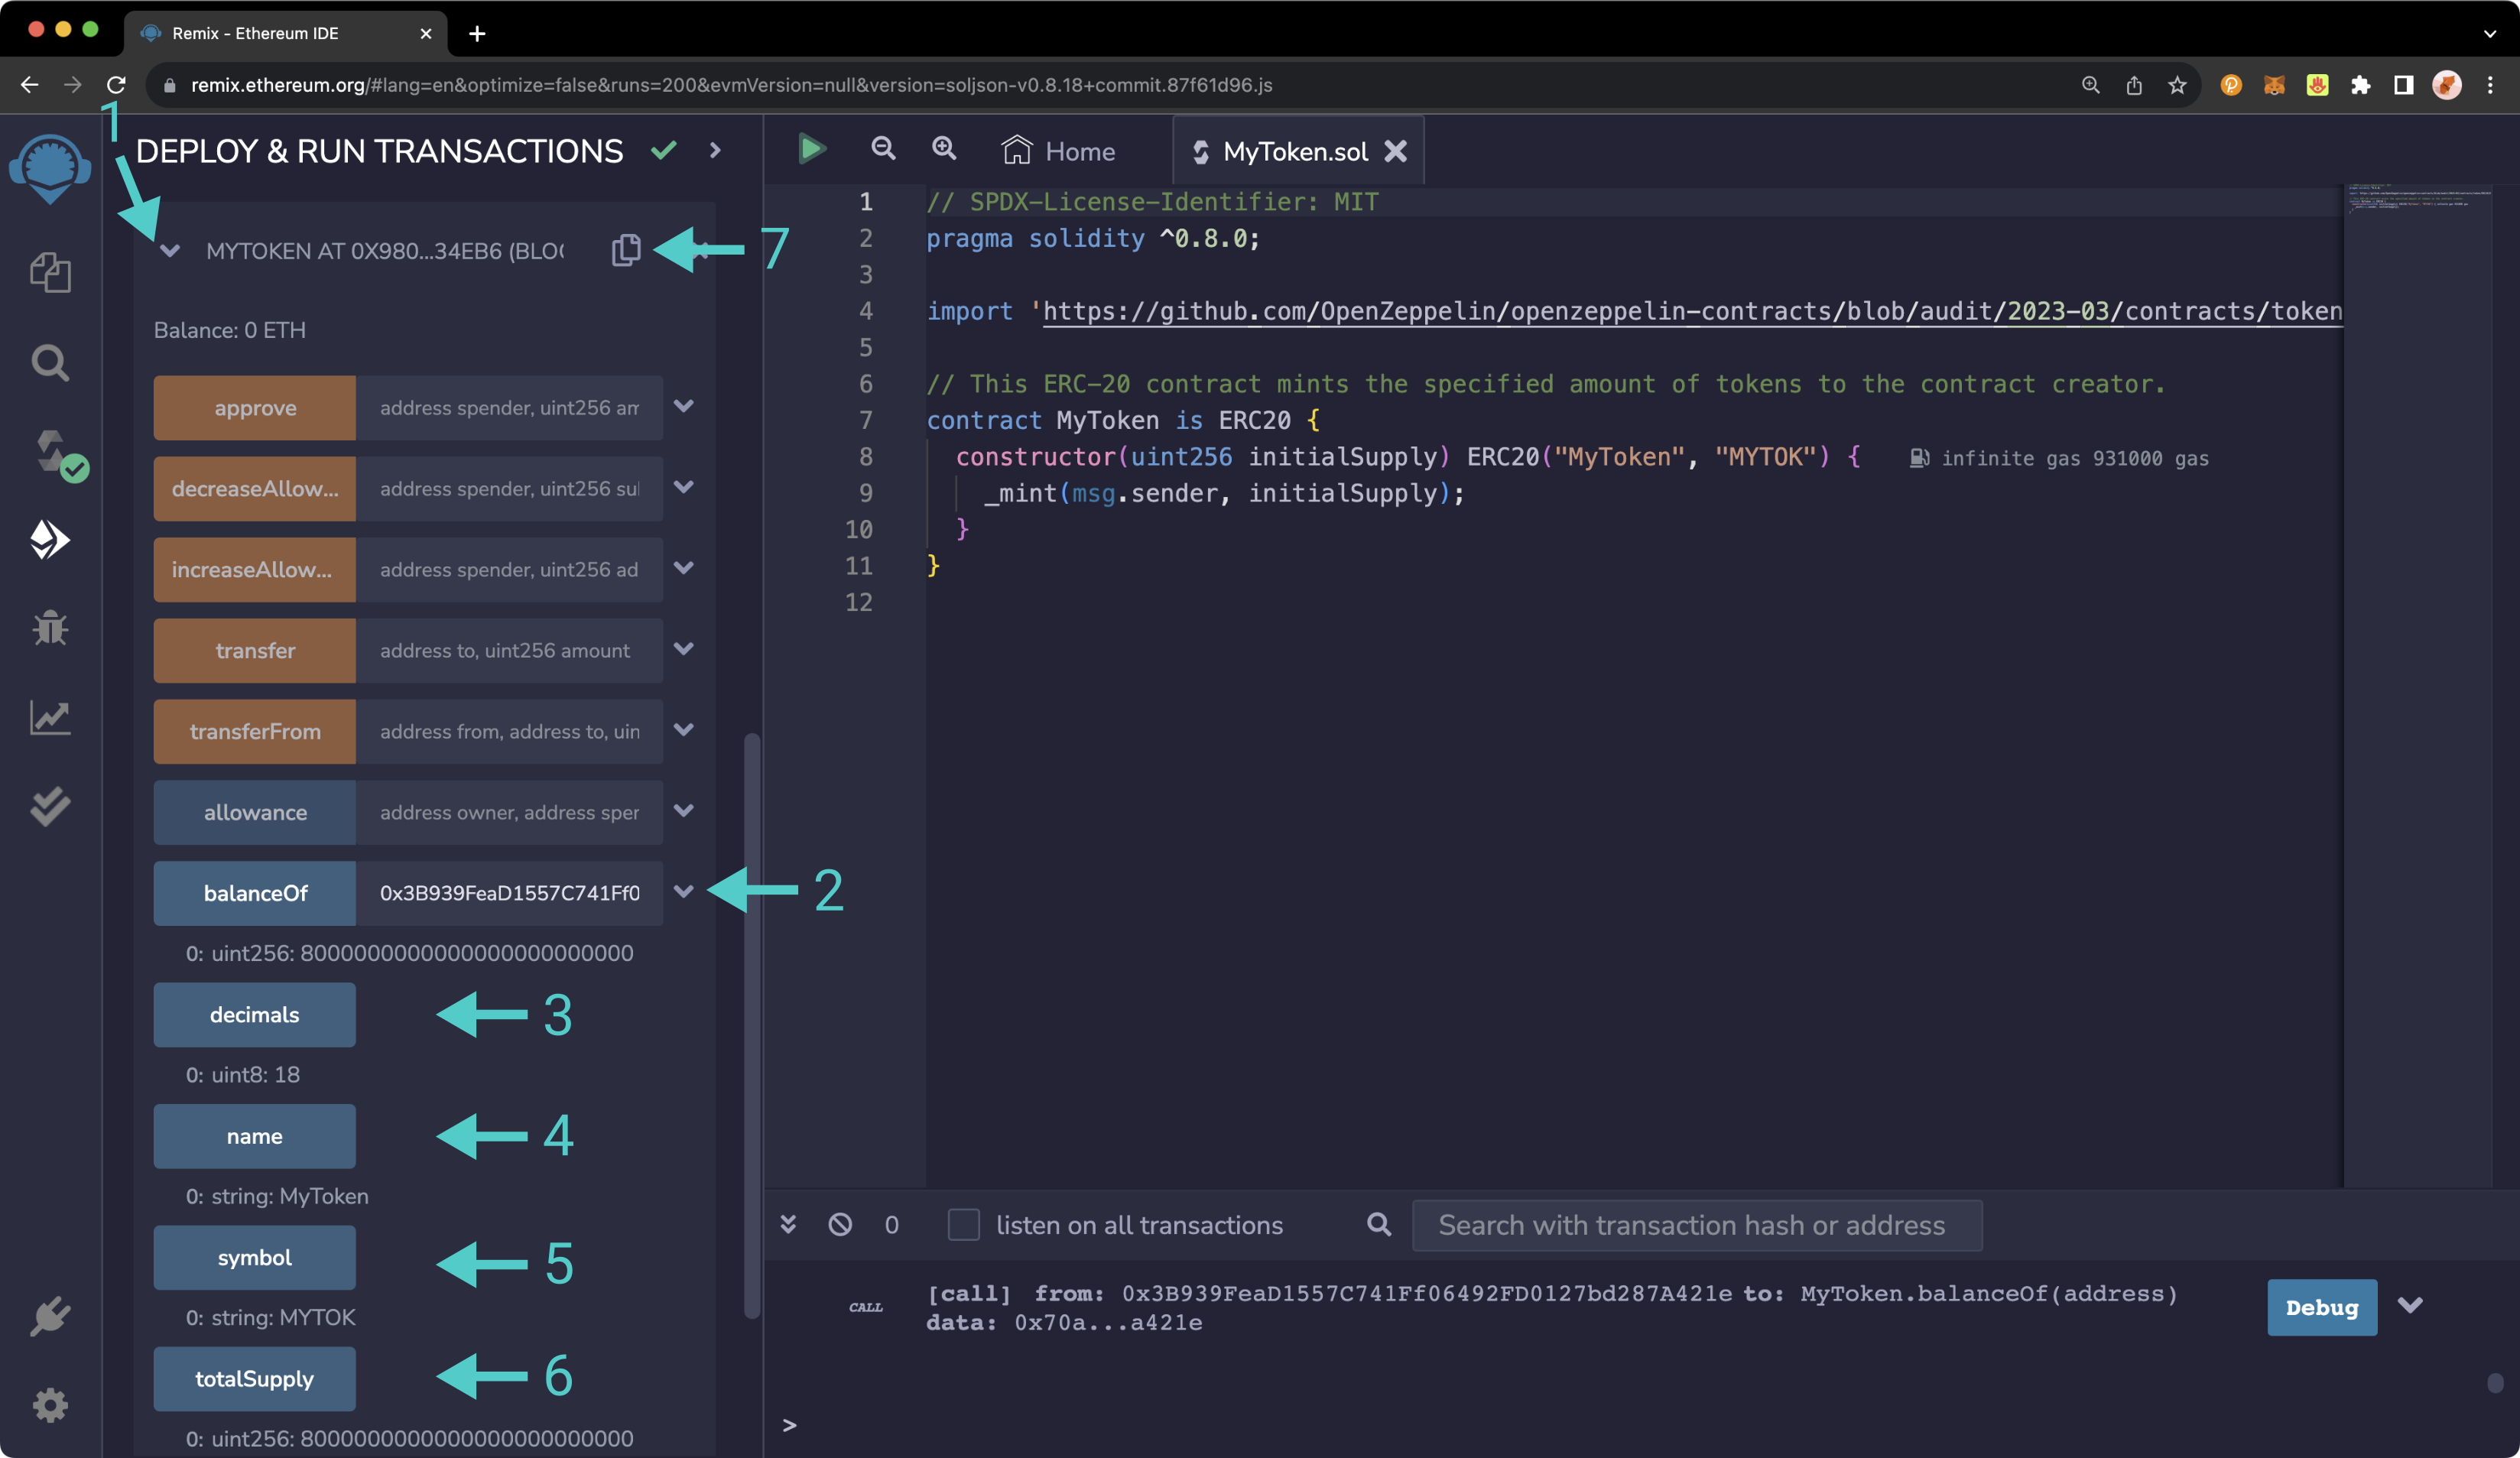 Remix - Ethereum IDE
remix.ethereum.org/#lang=en&optimize=false&runs=200&evmVersion=null&version=soljson-v0.8.18+commit.87f61d96.js
1
DEPLOY & RUN TRANSACTIONS
MYTOKEN AT 0X980...34EB6 (BLOC
7
Balance: 0 ETH
approve address spender, uint256 am
decreaseAllow... address spender, uint256 su
increaseAllow... address spender, uint256 ad
transfer address to, uint256 amount
transferFrom address from, address to, uin
allowance address owner, address sper
balanceOf 0x3B939FeaD1557C741Ff0
2
0: uint256: 8000000000000000000000000
decimals
3
0: uint8: 18
name
4
0: string: MyToken
symbol
5
0: string: MYTOK
totalSupply
6
0: uint256: 8000000000000000000000000
Home
MyToken.sol
1 // SPDX-License-Identifier: MIT
2 pragma solidity ^0.8.0;
3
4 import 'https://github.com/OpenZeppelin/openzeppelin-contracts/blob/audit/2023-03/contracts/token
5
6 // This ERC-20 contract mints the specified amount of tokens to the contract creator.
7 contract MyToken is ERC20 {
8 constructor(uint256 initialSupply) ERC20("MyToken", "MYTOK") { infinite gas 931000 gas
9 _mint(msg.sender, initialSupply);
10 }
11 }
12
0 listen on all transactions Search with transaction hash or address
CALL [call] from: 0x3B939FeaD1557C741Ff06492FD0127bd287A421e to: MyToken.balanceOf(address)
data: 0x70a...a421e
Debug
>